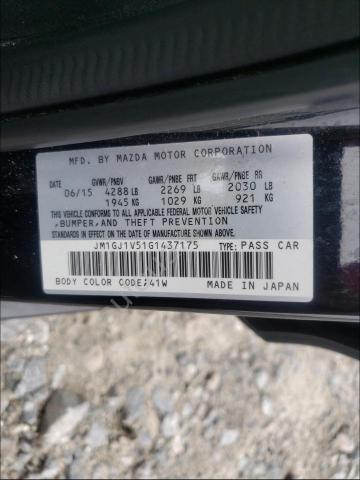 MFD. BY MAZDA MOTOR CORPORATION
GVWR/PNBV GAWR/PNBE FRT GAWR/PNBE RR
06/15 4288 LB 2269 LB 2030 LB
1945 KG 1029 KG 921 KG
THIS VEHICLE CONFORMS TO ALL APPLICABLE FEDERAL MOTOR VEHICLE SAFETY,
BUMPER, AND THEFT PREVENTION
STANDARDS IN EFFECT ON THE DATE OF MANUFACTURE SHOWN ABOVE.
JM1GJ1V51G1437175 TYPE: PASS CAR
BODY COLOR CODE:41W MADE IN JAPAN